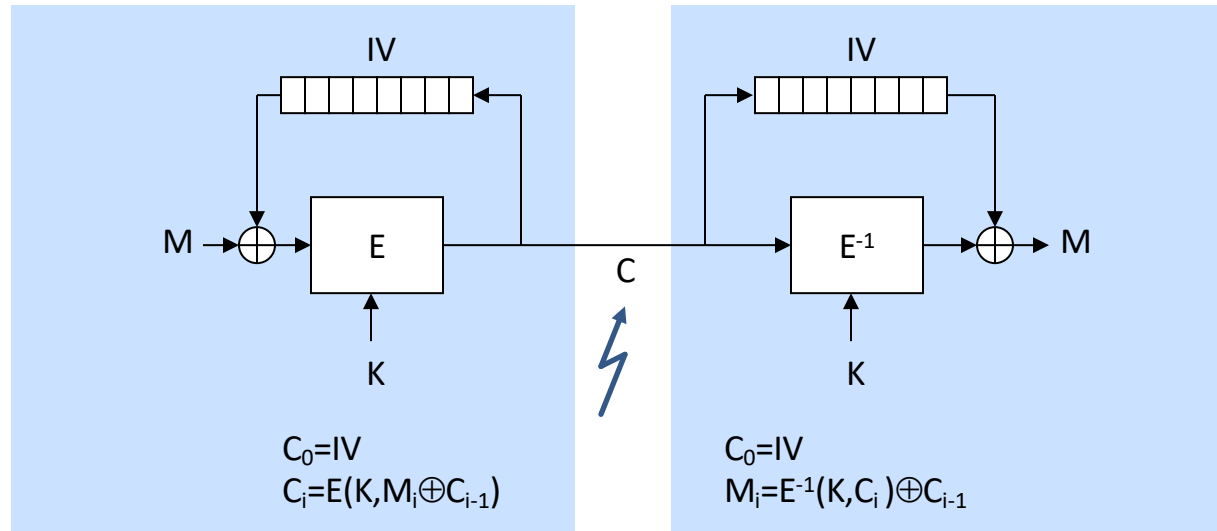 IV
IV
M
E
E⁻¹
M
C
K
K
C₀=IV
Cᵢ=E(K,Mᵢ⊕Cᵢ₋₁)
C₀=IV
Mᵢ=E⁻¹(K,Cᵢ)⊕Cᵢ₋₁